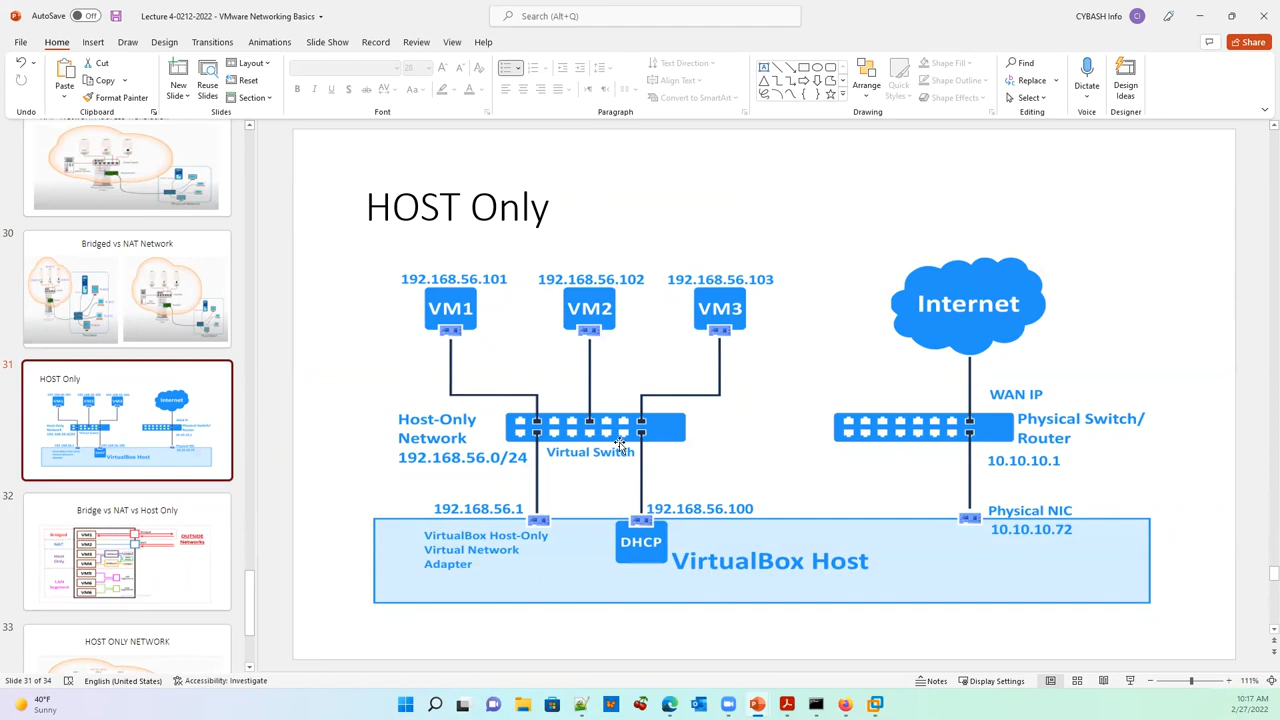 AutoSave
Off
Lecture 4-0212-2022 - VMware Networking Basics
Search (Alt+Q)
CYBASH Info
CI
File
Home
Insert
Draw
Design
Transitions
Animations
Slide Show
Record
Review
View
Help
Share
Paste
Cut
Copy
Format Painter
New
Slide
Reuse
Slides
Layout
Reset
Section
28
B
I
U
S
ab
AV
Aa
A
Text Direction
Align Text
Convert to SmartArt
Arrange
Quick
Styles
Shape Fill
Shape Outline
Shape Effects
Find
Replace
Select
Dictate
Design
Ideas
Undo
Clipboard
Slides
Font
Paragraph
Drawing
Editing
Voice
Designer
30
Bridged vs NAT Network
31
HOST Only
32
Bridge vs NAT vs Host Only
33
HOST ONLY NETWORK
HOST Only
192.168.56.101
192.168.56.102
192.168.56.103
VM1
VM2
VM3
Internet
WAN IP
Host-Only
Network
192.168.56.0/24
Virtual Switch
Physical Switch/
Router
10.10.10.1
192.168.56.1
192.168.56.100
Physical NIC
10.10.10.72
VirtualBox Host-Only
Virtual Network
Adapter
DHCP
VirtualBox Host
Slide 31 of 34
English (United States)
Accessibility: Investigate
Notes
Display Settings
111%
40°F
Sunny
10:17 AM
2/27/2022